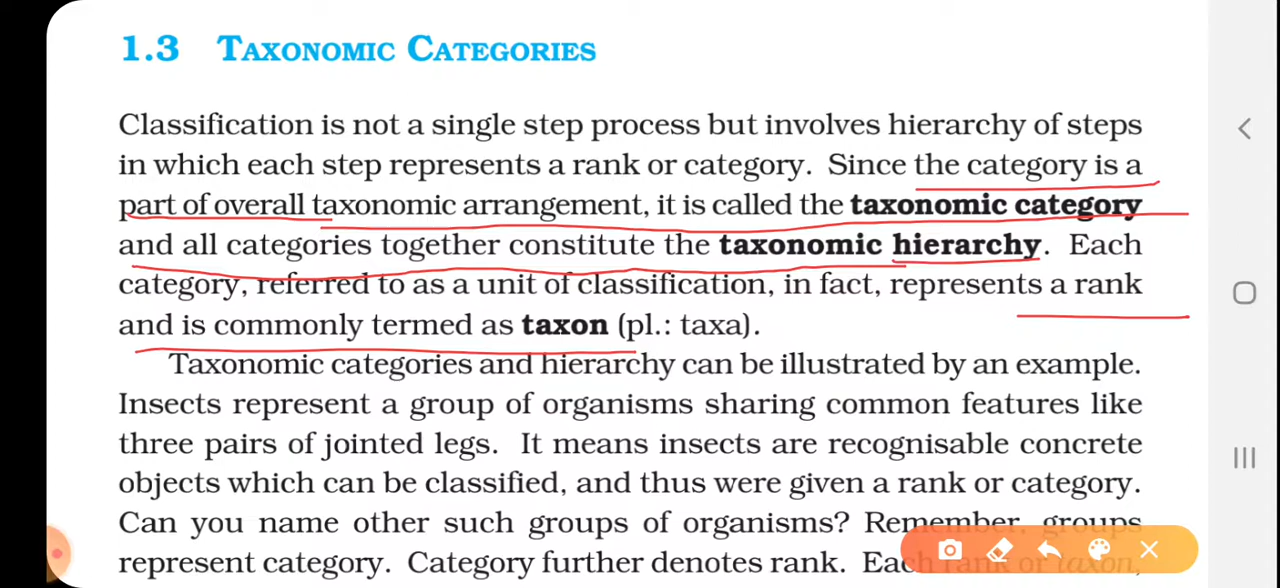 1.3 TAXONOMIC CATEGORIES
Classification is not a single step process but involves hierarchy of steps
in which each step represents a rank or category. Since the category is a
part of overall taxonomic arrangement, it is called the taxonomic category
and all categories together constitute the taxonomic hierarchy. Each
category, referred to as a unit of classification, in fact, represents a rank
and is commonly termed as taxon (pl.: taxa).
Taxonomic categories and hierarchy can be illustrated by an example.
Insects represent a group of organisms sharing common features like
three pairs of jointed legs. It means insects are recognisable concrete
objects which can be classified, and thus were given a rank or category.
Can you name other such groups of organisms? Remember, groups
represent category. Category further denotes rank. Each rank or taxon,